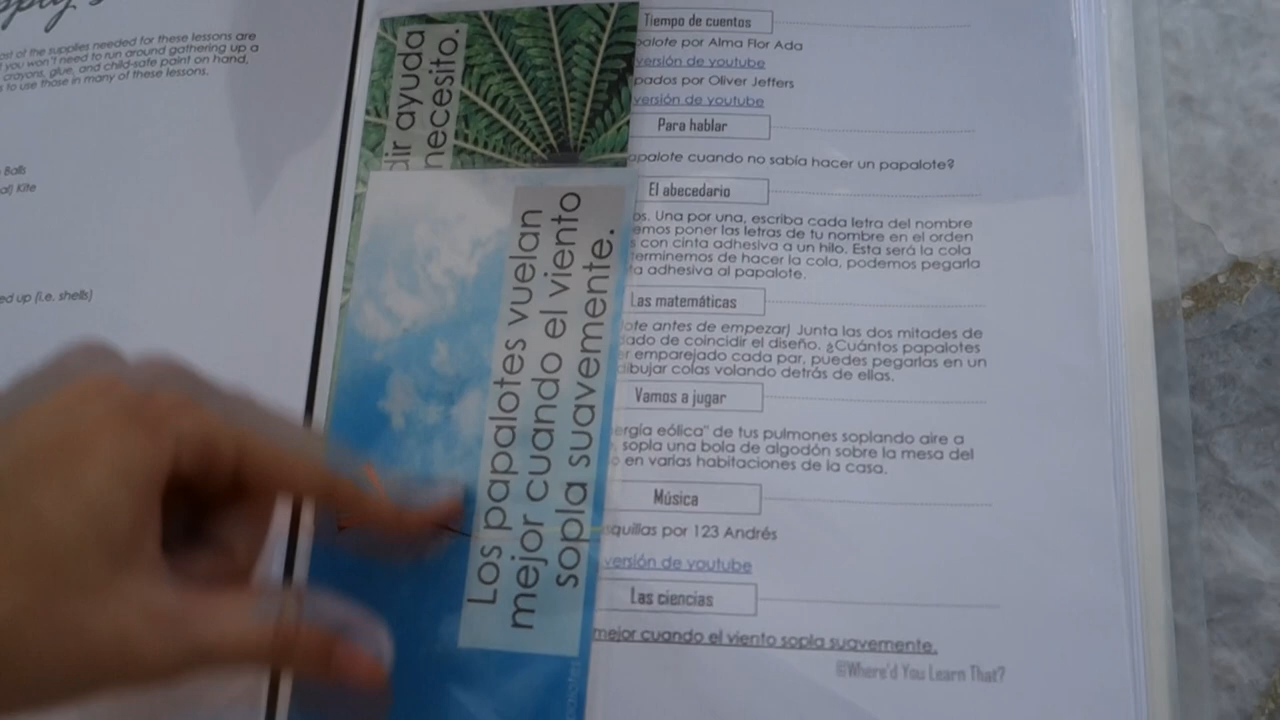 ost of the supplies needed for these lessons are
you won't need to run around gathering up a
crayons, glue, and child-safe paint on hand,
to use those in many of these lessons.
Balls
Kite
ed up (i.e. shells)
dir ayuda
necesito.
Los papalotes vuelan
mejor cuando el viento
sopla suavemente.
Tiempo de cuentos
palote por Alma Flor Ada
versión de youtube
pados por Oliver Jeffers
versión de youtube
Para hablar
apalote cuando no sabía hacer un papalote?
El abecedario
os. Una por una, escriba cada letra del nombre
emos poner las letras de tu nombre en el orden
s con cinta adhesiva a un hilo. Esta será la cola
terminemos de hacer la cola, podemos pegarla
ta adhesiva al papalote.
Las matemáticas
ote antes de empezar) Junta las dos mitades de
ado de coincidir el diseño. ¿Cuántos papalotes
er emparejado cada par, puedes pegarlas en un
dibujar colas volando detrás de ellas.
Vamos a jugar
ergía eólica" de tus pulmones soplando aire a
sopla una bola de algodón sobre la mesa del
o en varias habitaciones de la casa.
Música
squillas por 123 Andrés
versión de youtube
Las ciencias
mejor cuando el viento sopla suavemente.
©Where'd You Learn That?